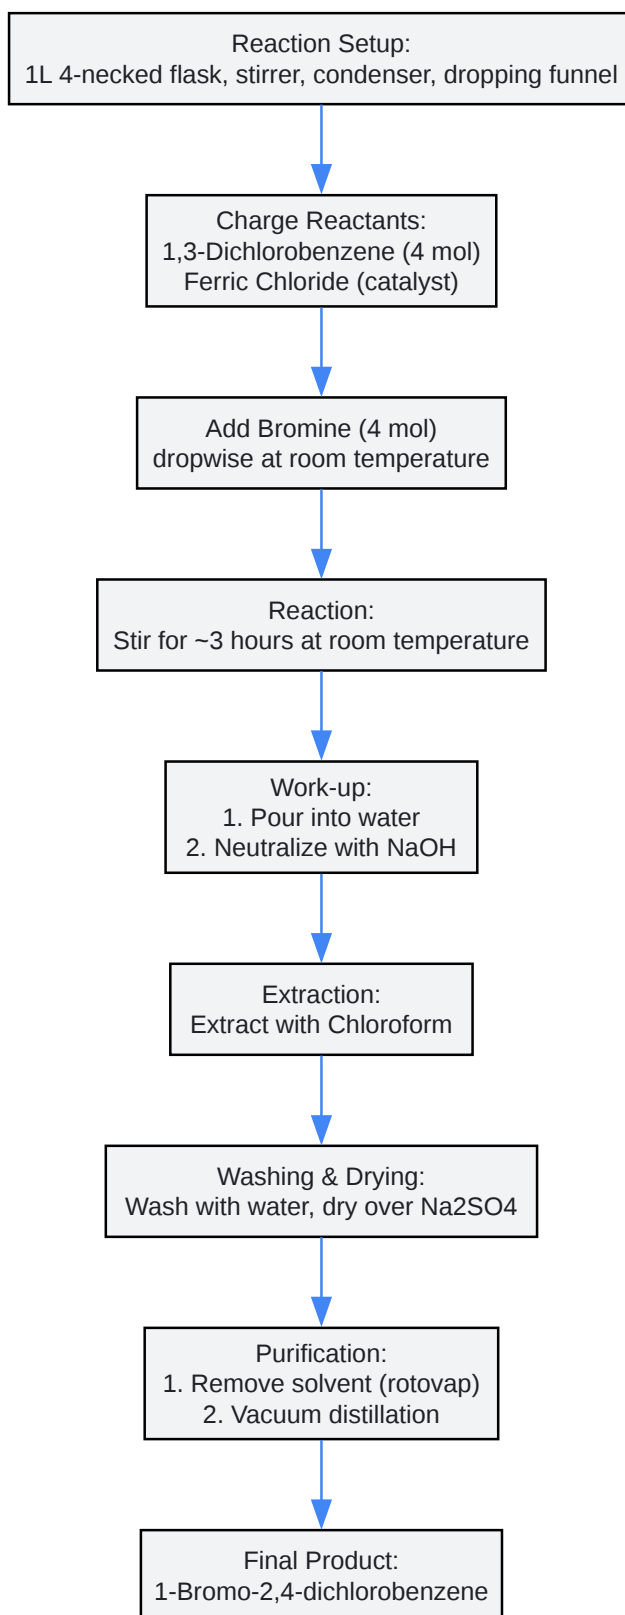 Reaction Setup:
1L 4-necked flask, stirrer, condenser, dropping funnel
Charge Reactants:
1,3-Dichlorobenzene (4 mol)
Ferric Chloride (catalyst)
Add Bromine (4 mol)
dropwise at room temperature
Reaction:
Stir for ~3 hours at room temperature
Work-up:
1. Pour into water
2. Neutralize with NaOH
Extraction:
Extract with Chloroform
Washing & Drying:
Wash with water, dry over Na2SO4
Purification:
1. Remove solvent (rotovap)
2. Vacuum distillation
Final Product:
1-Bromo-2,4-dichlorobenzene